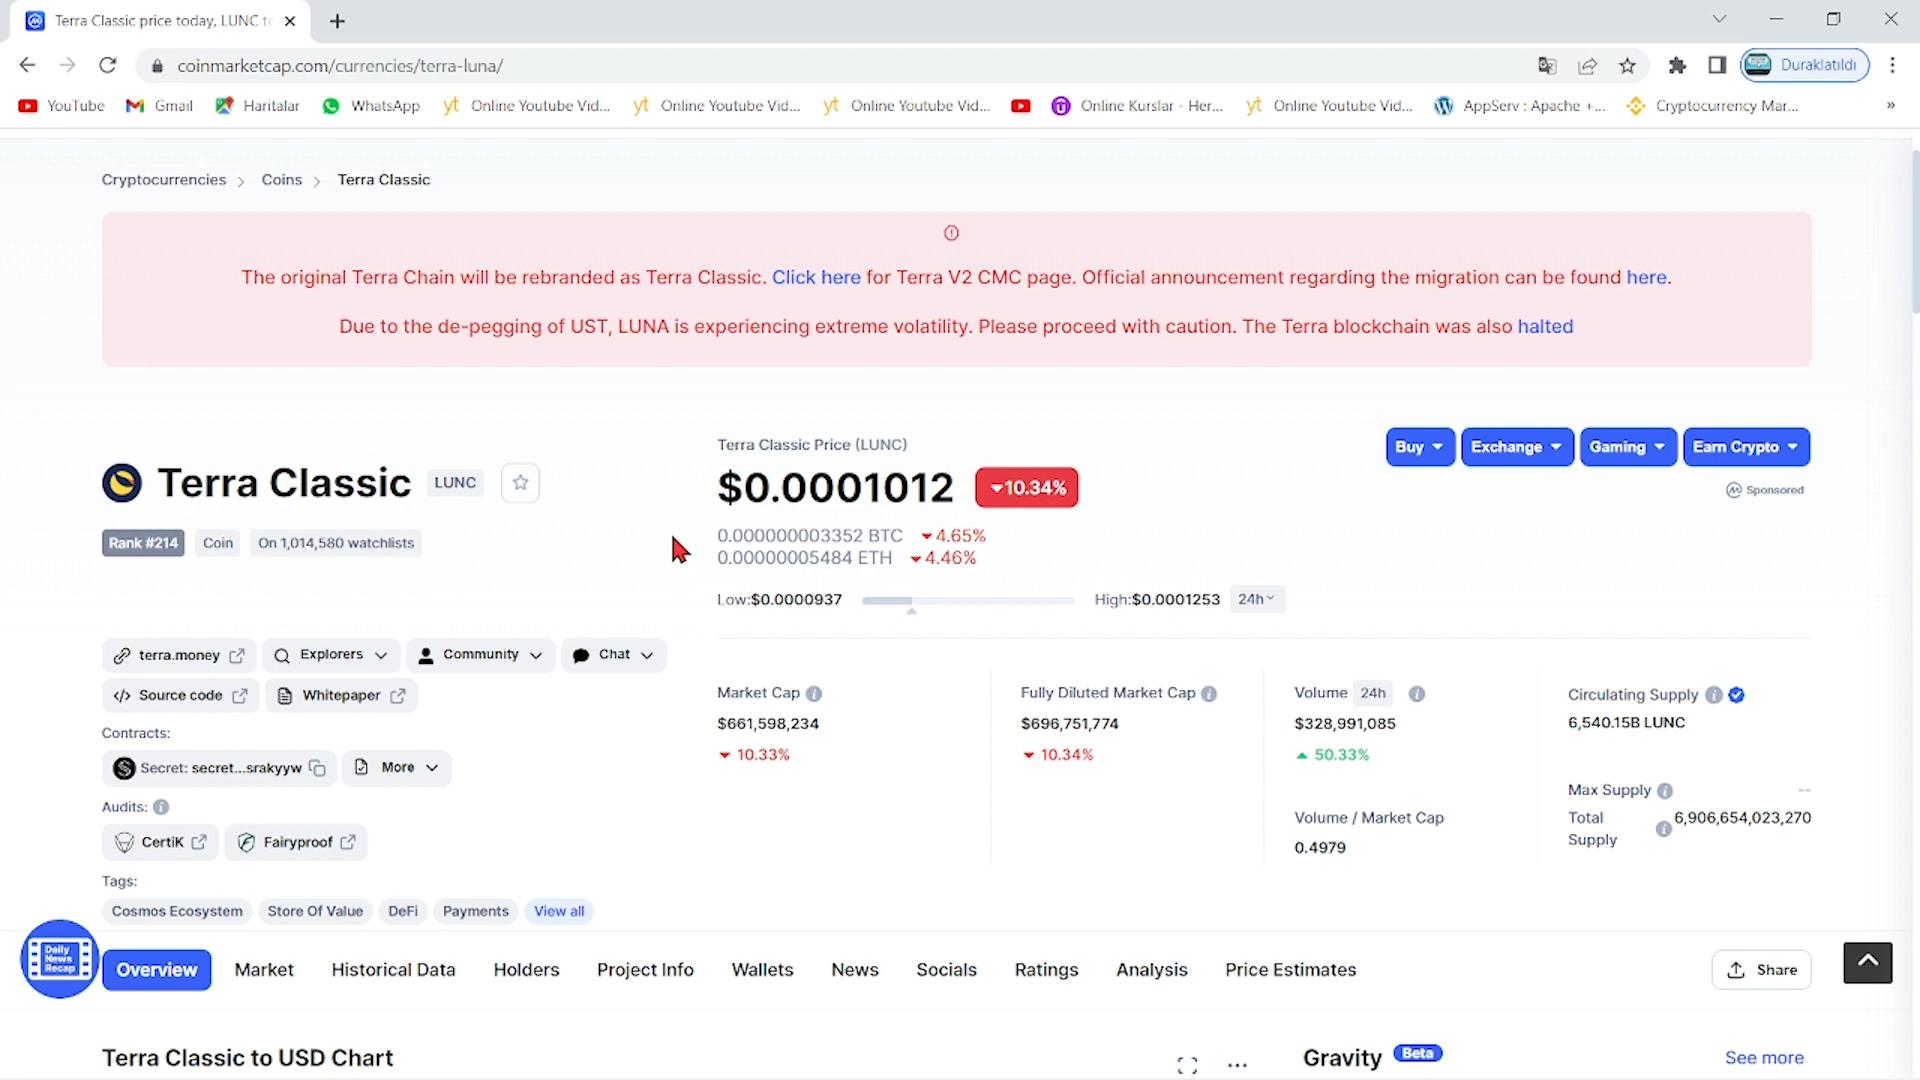 Terra Classic price today, LUNC to
coinmarketcap.com/currencies/terra-luna/
Duraklatıldı
YouTube Gmail Haritalar WhatsApp Online Youtube Vid... Online Youtube Vid... Online Youtube Vid... Online Kurslar - Her... Online Youtube Vid... AppServ : Apache +... Cryptocurrency Mar... »
Cryptocurrencies > Coins > Terra Classic
The original Terra Chain will be rebranded as Terra Classic. Click here for Terra V2 CMC page. Official announcement regarding the migration can be found here.
Due to the de-pegging of UST, LUNA is experiencing extreme volatility. Please proceed with caution. The Terra blockchain was also halted
Terra Classic LUNC
Rank #214 Coin On 1,014,580 watchlists
Terra Classic Price (LUNC)
$0.0001012 10.34%
0.000000003352 BTC 4.65%
0.00000005484 ETH 4.46%
Low:$0.0000937 High:$0.0001253 24h
Buy Exchange Gaming Earn Crypto
Sponsored
terra.money Explorers Community Chat
Source code Whitepaper
Contracts:
Secret: secret...srakyyw More
Audits:
CertiK Fairyproof
Tags:
Cosmos Ecosystem Store Of Value DeFi Payments View all
Market Cap
$661,598,234
10.33%
Fully Diluted Market Cap
$696,751,774
10.34%
Volume 24h
$328,991,085
50.33%
Volume / Market Cap
0.4979
Circulating Supply
6,540.15B LUNC
Max Supply --
Total Supply 6,906,654,023,270
Daily
News
Recap
Overview Market Historical Data Holders Project Info Wallets News Socials Ratings Analysis Price Estimates Share
Terra Classic to USD Chart
Gravity Beta See more